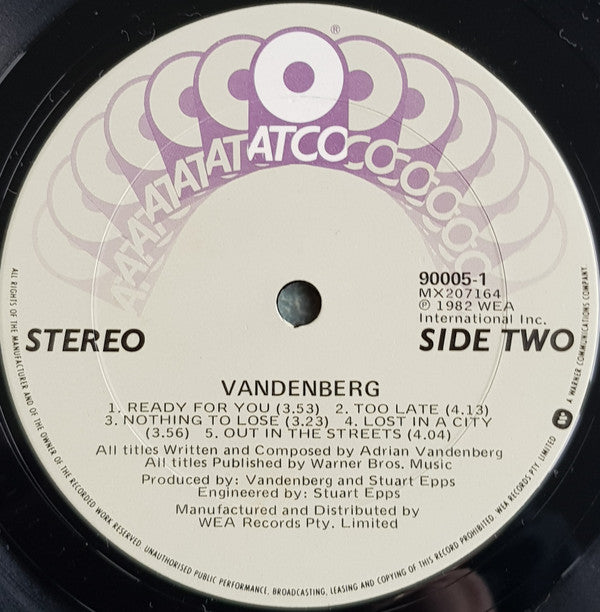 ®
ATATATATATATCOCOCOCOCOCO
90005-1
MX207164
℗ 1982 WEA
International Inc.
STEREO
SIDE TWO
VANDENBERG
1. READY FOR YOU (3.53) 2. TOO LATE (4.13)
3. NOTHING TO LOSE (3.23) 4. LOST IN A CITY
(3.56) 5. OUT IN THE STREETS (4.04)
All titles Written and Composed by Adrian Vandenberg
All titles Published by Warner Bros. Music
Produced by: Vandenberg and Stuart Epps
Engineered by: Stuart Epps
Manufactured and Distributed by
WEA Records Pty. Limited
ALL RIGHTS OF THE MANUFACTURER AND OF THE OWNER OF THE RECORDED WORK RESERVED. UNAUTHORISED PUBLIC PERFORMANCE, BROADCASTING, LEASING AND COPYING OF THIS RECORD PROHIBITED. WEA RECORDS PTY. LIMITED
A WARNER COMMUNICATIONS COMPANY